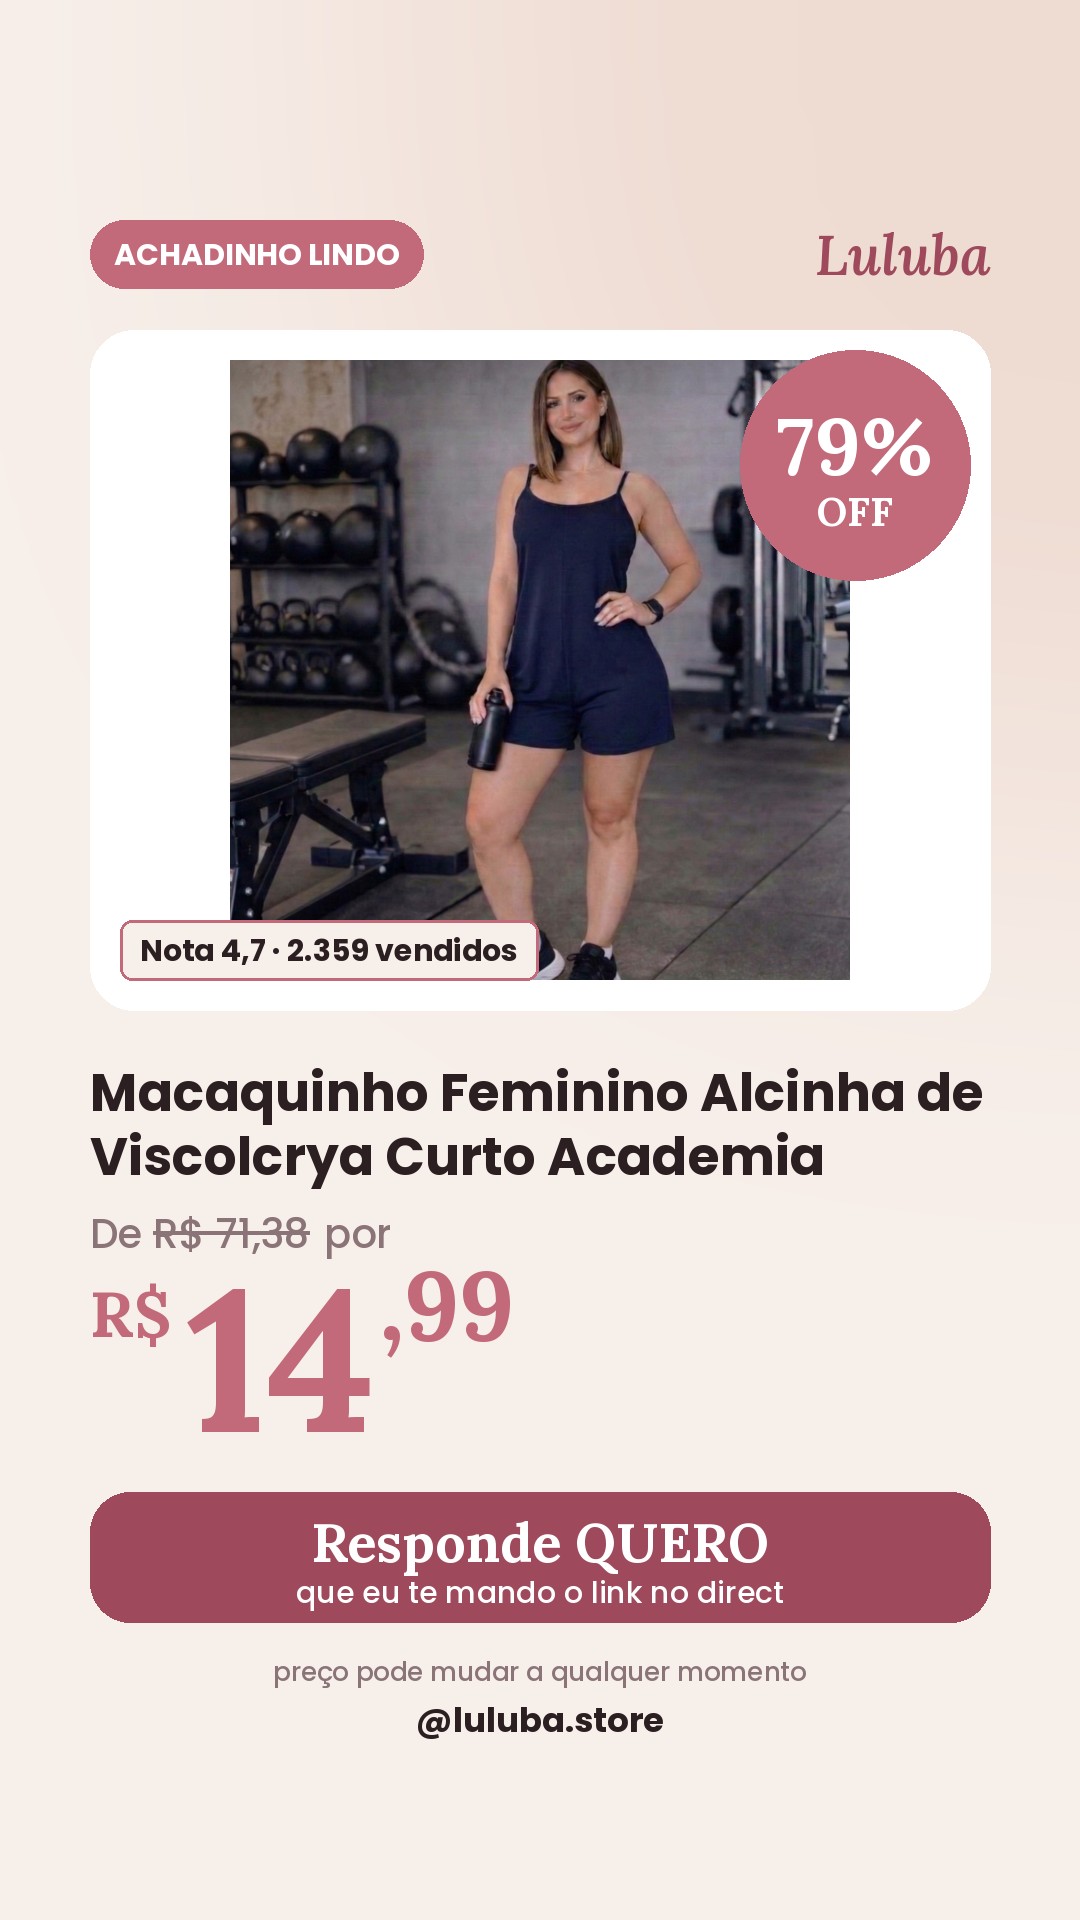 ACHADINHO LINDO
Luluba
79%
OFF
Nota 4,7 · 2.359 vendidos
Macaquinho Feminino Alcinha de
Viscolcrya Curto Academia
De R$ 71,38 por
R$ 14,99
Responde QUERO
que eu te mando o link no direct
preço pode mudar a qualquer momento
@luluba.store